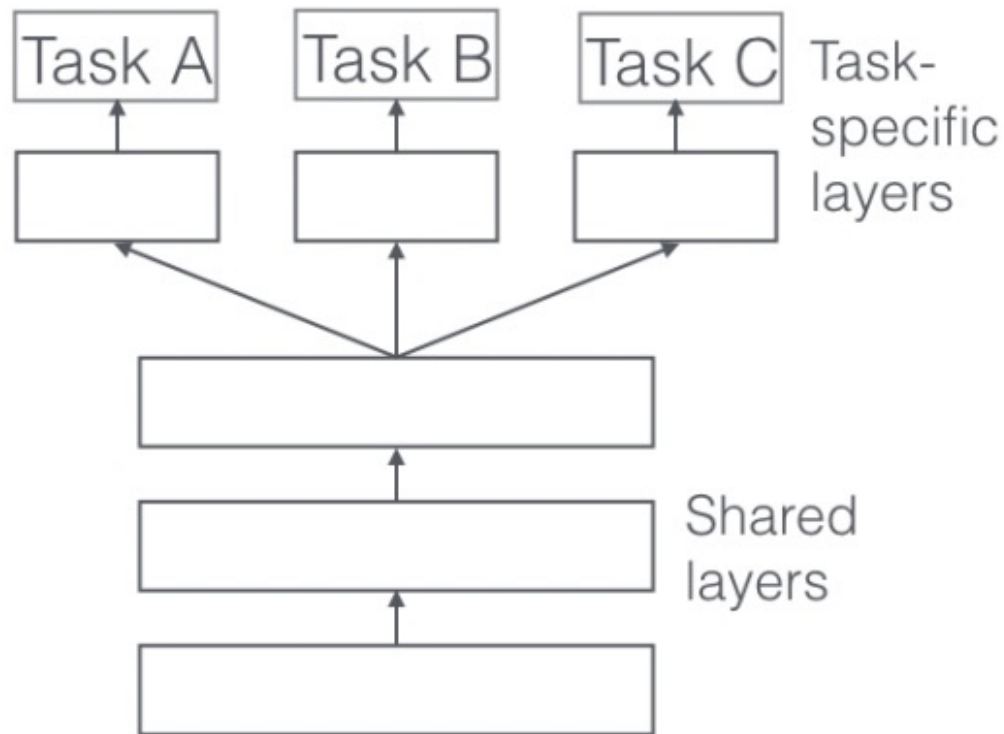 Task A
Task B
Task C
Task-
specific
layers
Shared
layers